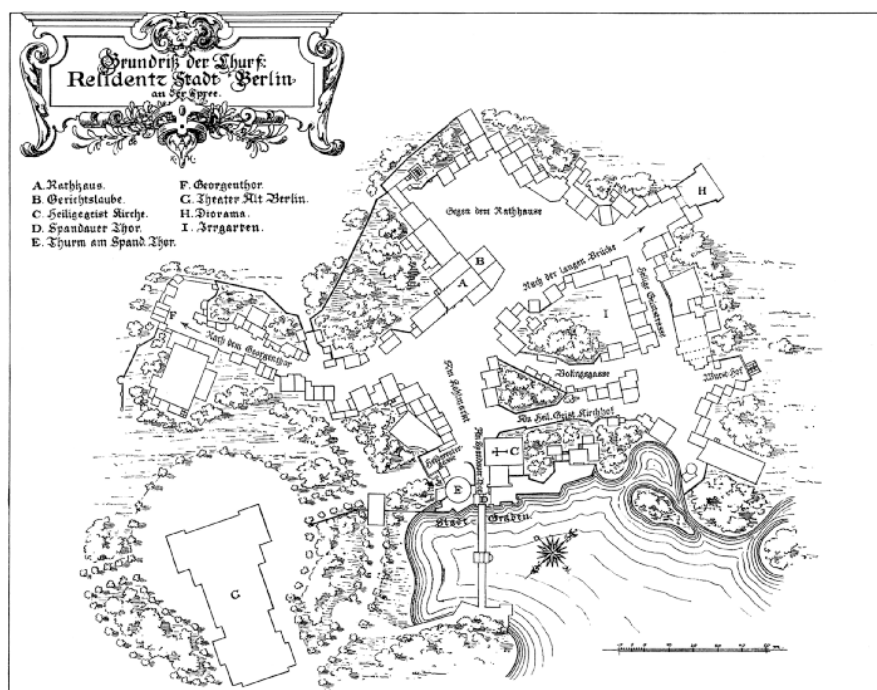 Grundriß der Churf:
Residentz Stadt Berlin
an der Spree.
A. Rathhaus.
B. Gerichtslaube.
C. Heiligegeist Kirche.
D. Spandauer Thor.
E. Thurm am Spand. Thor.
F. Georgenthor.
G. Theater Alt Berlin.
H. Diorama.
I. Irrgarten.
H
Gegen dem Rathhause
B
A
Nach der langen Brücke
I
F
Nach dem Georgenthor
Bolingsgasse
Am Heil. Geist Kirchhof
C
E
D
Stadt-Graben.
G